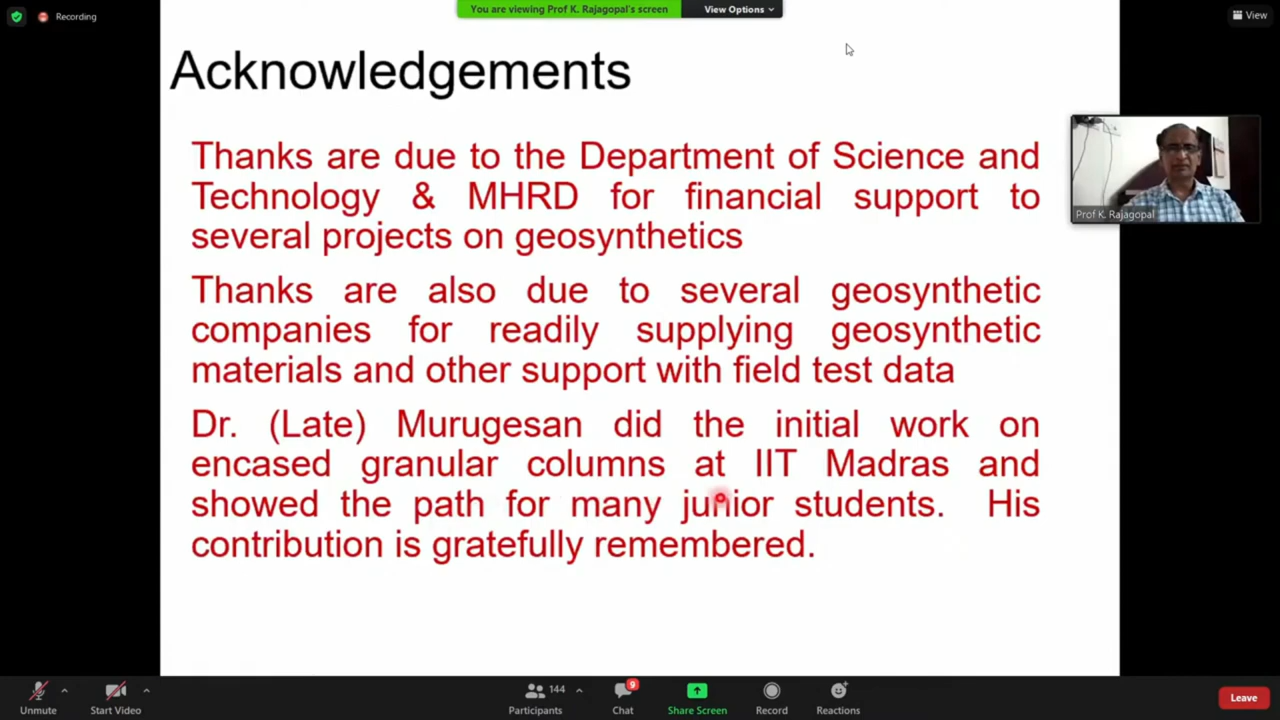 Recording
You are viewing Prof K. Rajagopal's screen
View Options
View
Acknowledgements
Thanks are due to the Department of Science and
Technology & MHRD for financial support to
several projects on geosynthetics
Thanks are also due to several geosynthetic
companies for readily supplying geosynthetic
materials and other support with field test data
Dr. (Late) Murugesan did the initial work on
encased granular columns at IIT Madras and
showed the path for many junior students. His
contribution is gratefully remembered.
Prof K. Rajagopal
Unmute
Start Video
144
Participants
9
Chat
Share Screen
Record
Reactions
Leave